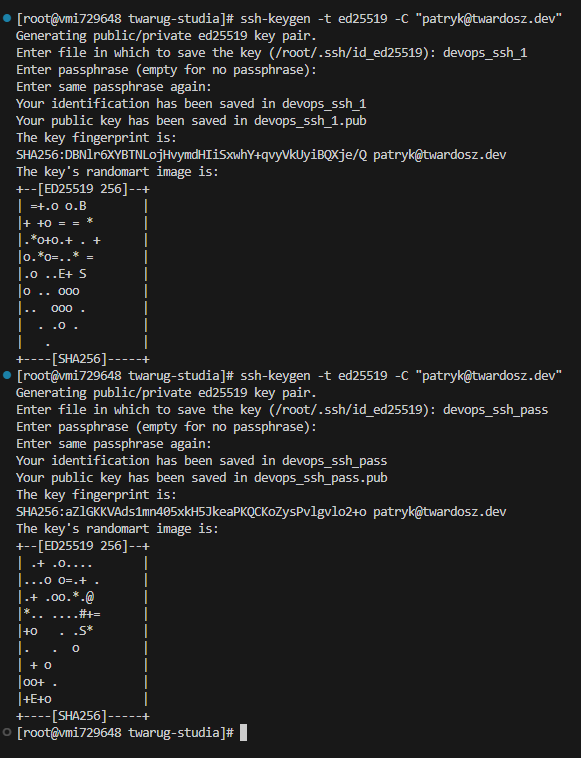 [root@vmi729648 twarug-studia]# ssh-keygen -t ed25519 -C "patryk@twardosz.dev"
Generating public/private ed25519 key pair.
Enter file in which to save the key (/root/.ssh/id_ed25519): devops_ssh_1
Enter passphrase (empty for no passphrase):
Enter same passphrase again:
Your identification has been saved in devops_ssh_1
Your public key has been saved in devops_ssh_1.pub
The key fingerprint is:
SHA256:DBNlr6XYBTNLojHvymdHIiSxwhY+qvyVkUyiBQXje/Q patryk@twardosz.dev
The key's randomart image is:
+--[ED25519 256]--+
| =+.o o.B        |
|+ +o = = *       |
|.*o+o.+ . +      |
|o.*o=..* =       |
|.o ..E+ S        |
|o .. ooo         |
|..  ooo .        |
|  . .o .         |
|   .             |
+----[SHA256]-----+
[root@vmi729648 twarug-studia]# ssh-keygen -t ed25519 -C "patryk@twardosz.dev"
Generating public/private ed25519 key pair.
Enter file in which to save the key (/root/.ssh/id_ed25519): devops_ssh_pass
Enter passphrase (empty for no passphrase):
Enter same passphrase again:
Your identification has been saved in devops_ssh_pass
Your public key has been saved in devops_ssh_pass.pub
The key fingerprint is:
SHA256:aZlGKKVAds1mn405xkH5JkeaPKQCKoZysPvlgvlo2+o patryk@twardosz.dev
The key's randomart image is:
+--[ED25519 256]--+
| .+ .o....       |
|...o o=.+ .      |
|.+ .oo.*.@       |
|*.. ....#+=      |
|+o   . .S*       |
|.   .  o         |
| + o             |
|oo+ .            |
|+E+o             |
+----[SHA256]-----+
[root@vmi729648 twarug-studia]#